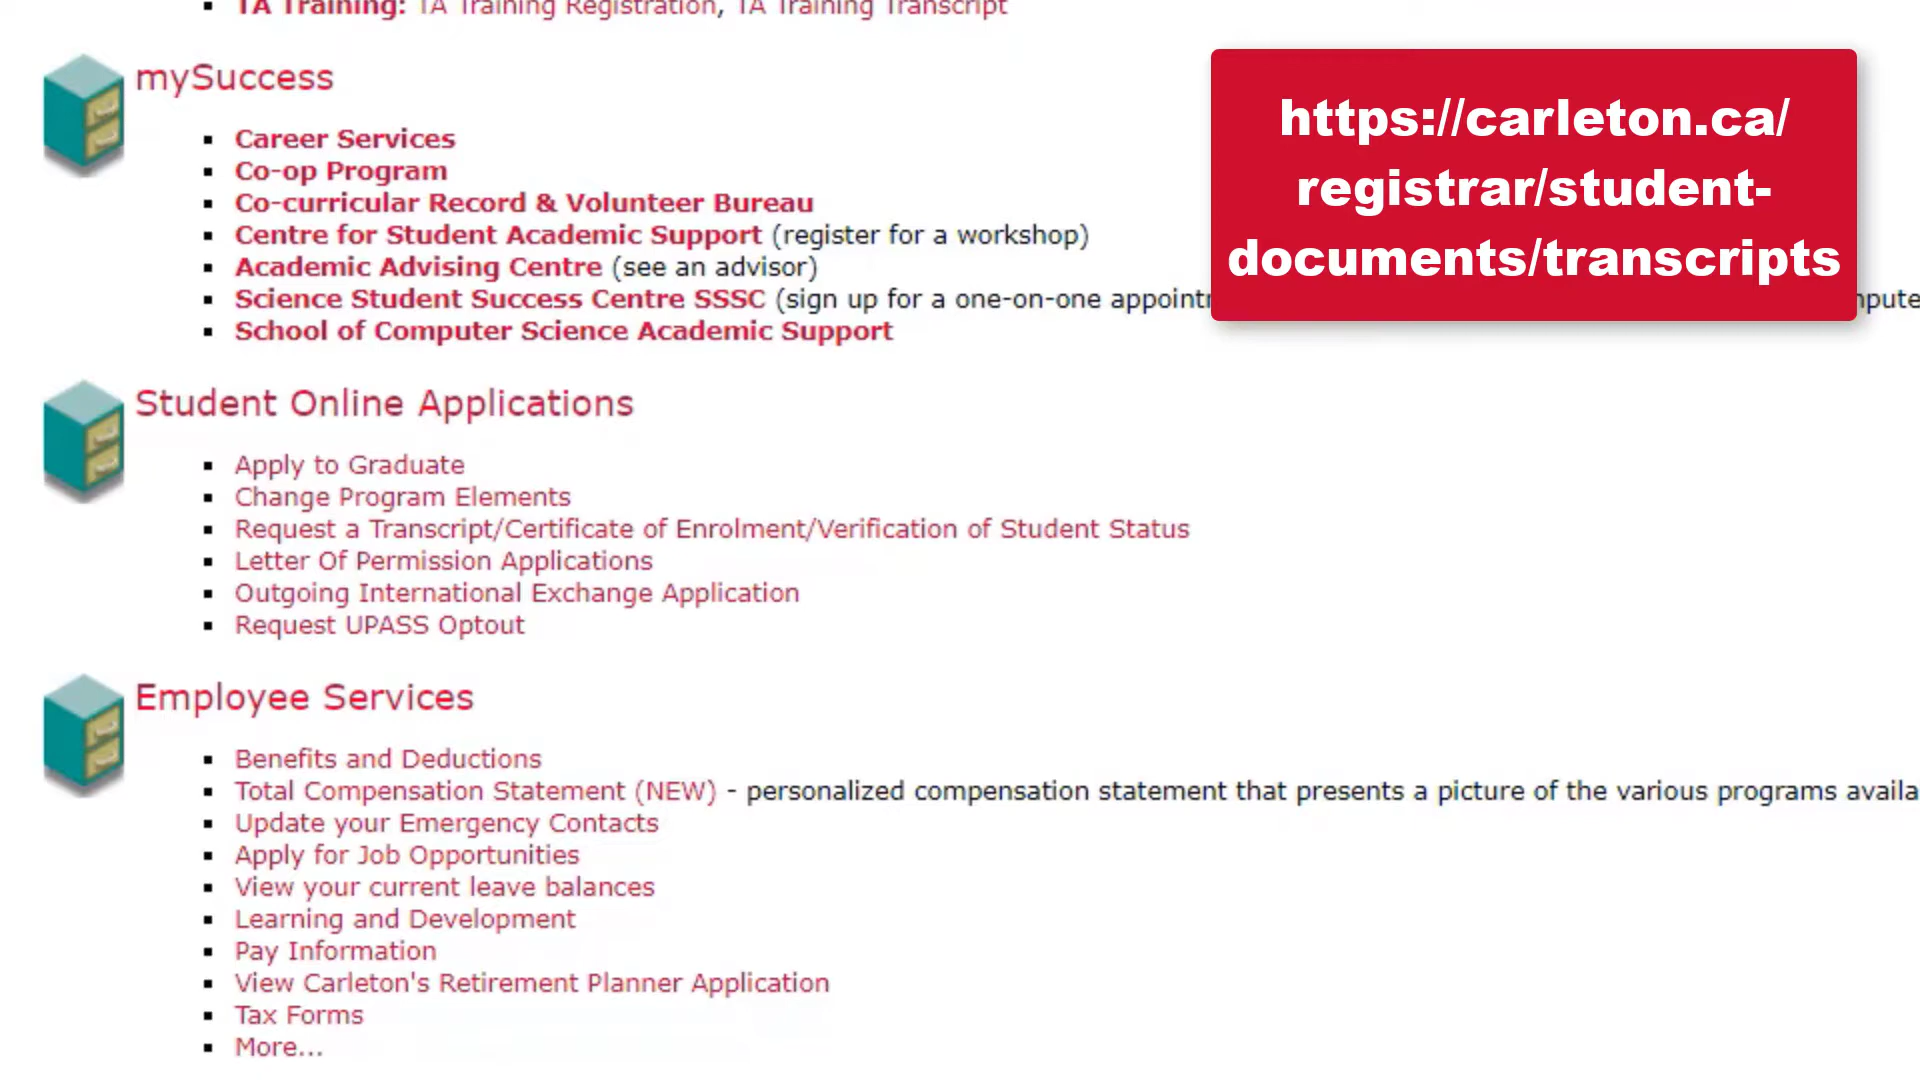 TA Training: TA Training Registration, TA Training Transcript
mySuccess
Career Services
Co-op Program
Co-curricular Record & Volunteer Bureau
Centre for Student Academic Support (register for a workshop)
Academic Advising Centre (see an advisor)
Science Student Success Centre SSSC (sign up for a one-on-one
School of Computer Science Academic Support
https://carleton.ca/
registrar/student-
documents/transcripts
Student Online Applications
Apply to Graduate
Change Program Elements
Request a Transcript/Certificate of Enrolment/Verification of Student Status
Letter Of Permission Applications
Outgoing International Exchange Application
Request UPASS Optout
Employee Services
Benefits and Deductions
Total Compensation Statement (NEW) - personalized compensation statement that presents a picture of the various programs
Update your Emergency Contacts
Apply for Job Opportunities
View your current leave balances
Learning and Development
Pay Information
View Carleton's Retirement Planner Application
Tax Forms
More...